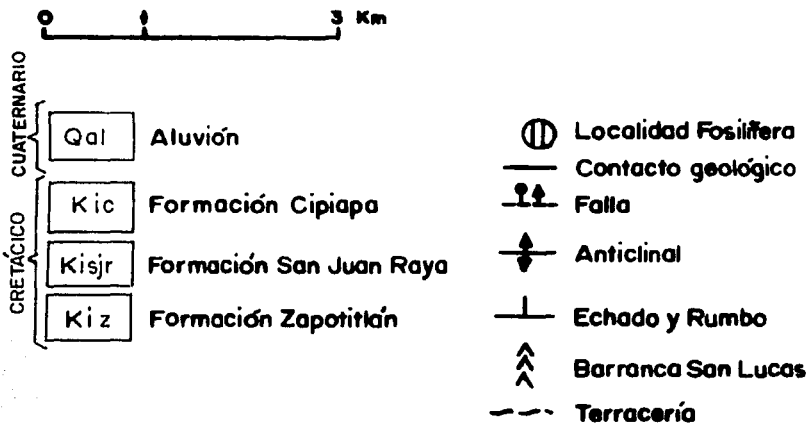 0 1 3 Km
CUATERNARIO
Qal Aluvión
CRETÁCICO
Kic Formación Cipiapa
Kisjr Formación San Juan Raya
Kiz Formación Zapotitlán
Localidad Fosilífera
Contacto geológico
Falla
Anticlinal
Echado y Rumbo
Barranca San Lucas
Terracería